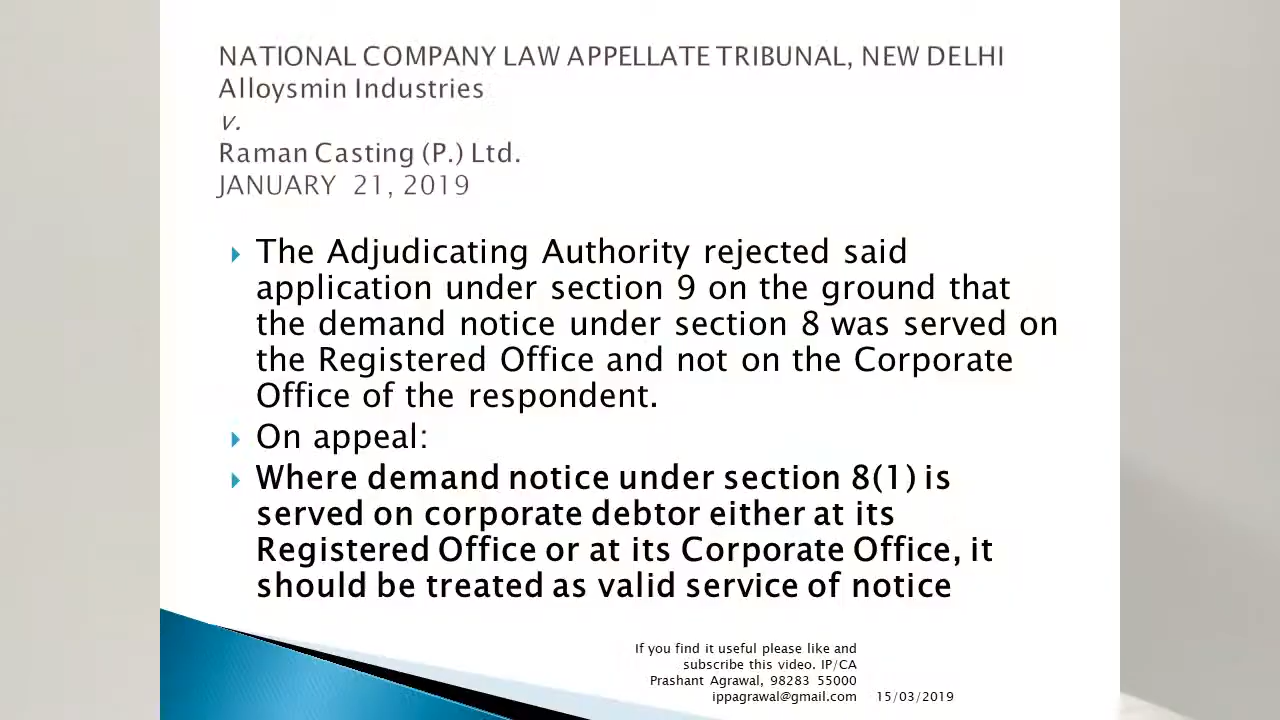 NATIONAL COMPANY LAW APPELLATE TRIBUNAL, NEW DELHI
Alloysmin Industries
v.
Raman Casting (P.) Ltd.
JANUARY 21, 2019
The Adjudicating Authority rejected said
application under section 9 on the ground that
the demand notice under section 8 was served on
the Registered Office and not on the Corporate
Office of the respondent.
On appeal:
Where demand notice under section 8(1) is
served on corporate debtor either at its
Registered Office or at its Corporate Office, it
should be treated as valid service of notice
If you find it useful please like and
subscribe this video. IP/CA
Prashant Agrawal, 98283 55000
ippagrawal@gmail.com 15/03/2019